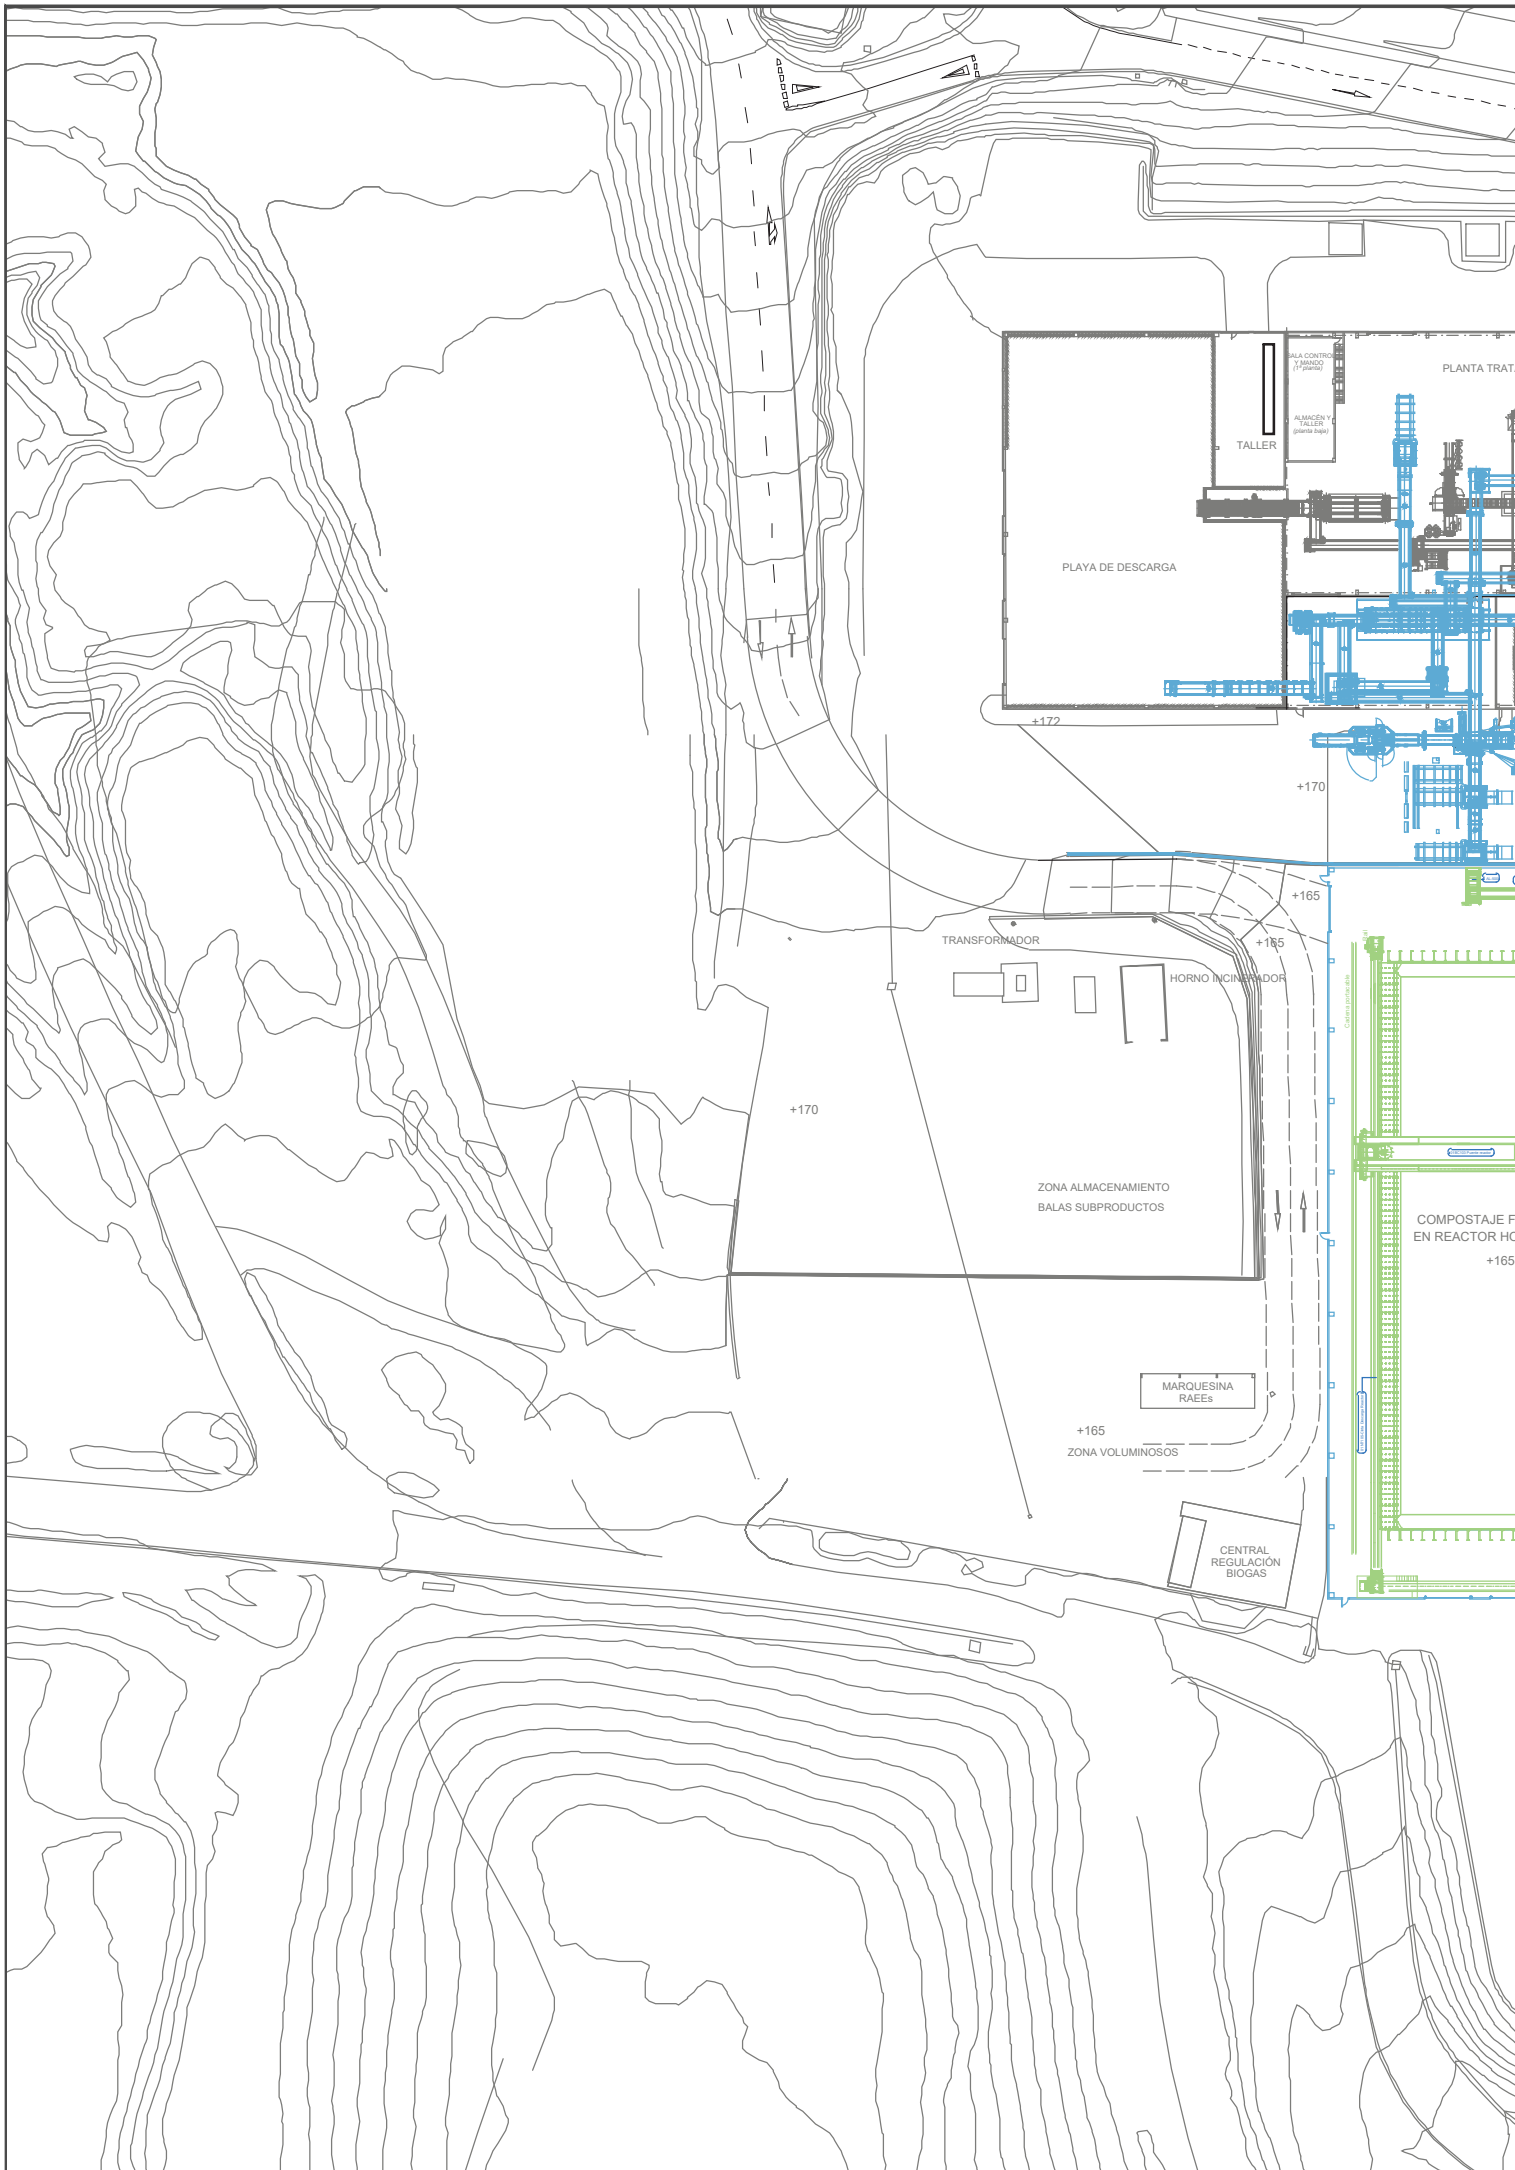 SALA CONTROL
Y MANDO
(1ª planta)
PLANTA TRAT
ALMACÉN Y
TALLER
(planta baja)
TALLER
PLAYA DE DESCARGA
+172
+170
+165
TRANSFORMADOR
+165
HORNO INCINERADOR
+170
ZONA ALMACENAMIENTO
BALAS SUBPRODUCTOS
COMPOSTAJE F
EN REACTOR HO
+165
MARQUESINA
RAEEs
+165
ZONA VOLUMINOSOS
CENTRAL
REGULACIÓN
BIOGAS